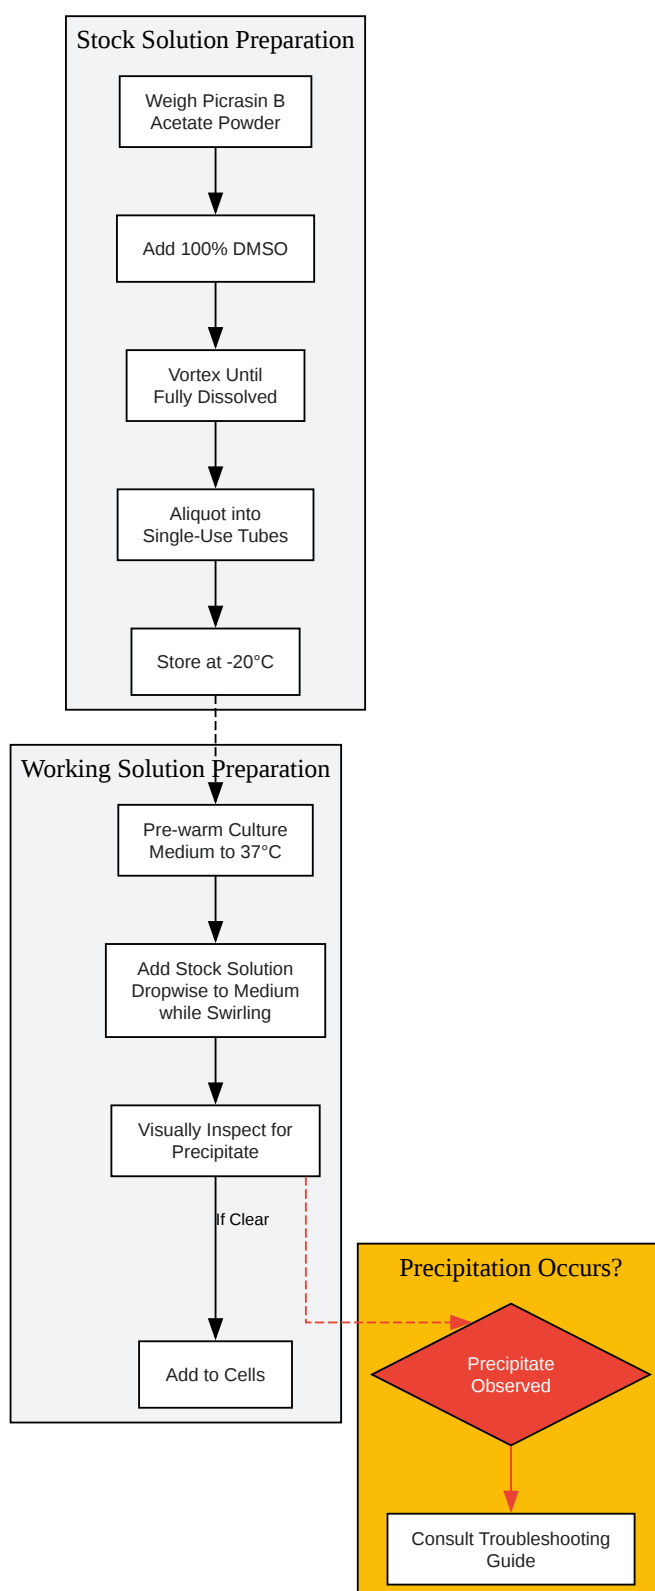 Stock Solution Preparation
Weigh Picrasin B
Acetate Powder
Add 100% DMSO
Vortex Until
Fully Dissolved
Aliquot into
Single-Use Tubes
Store at -20°C
Working Solution Preparation
Pre-warm Culture
Medium to 37°C
Add Stock Solution
Dropwise to Medium
while Swirling
Visually Inspect for
Precipitate
If Clear
Add to Cells
Precipitation Occurs?
Precipitate
Observed
Consult Troubleshooting
Guide